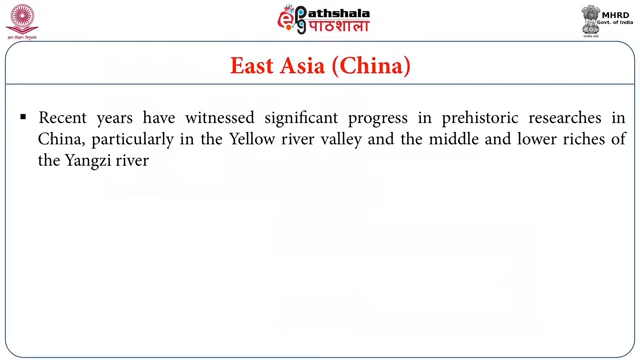 ePathshala
पाठशाला
MHRD
Govt. of India
East Asia (China)
▪ Recent years have witnessed significant progress in prehistoric researches in
China, particularly in the Yellow river valley and the middle and lower riches of
the Yangzi river